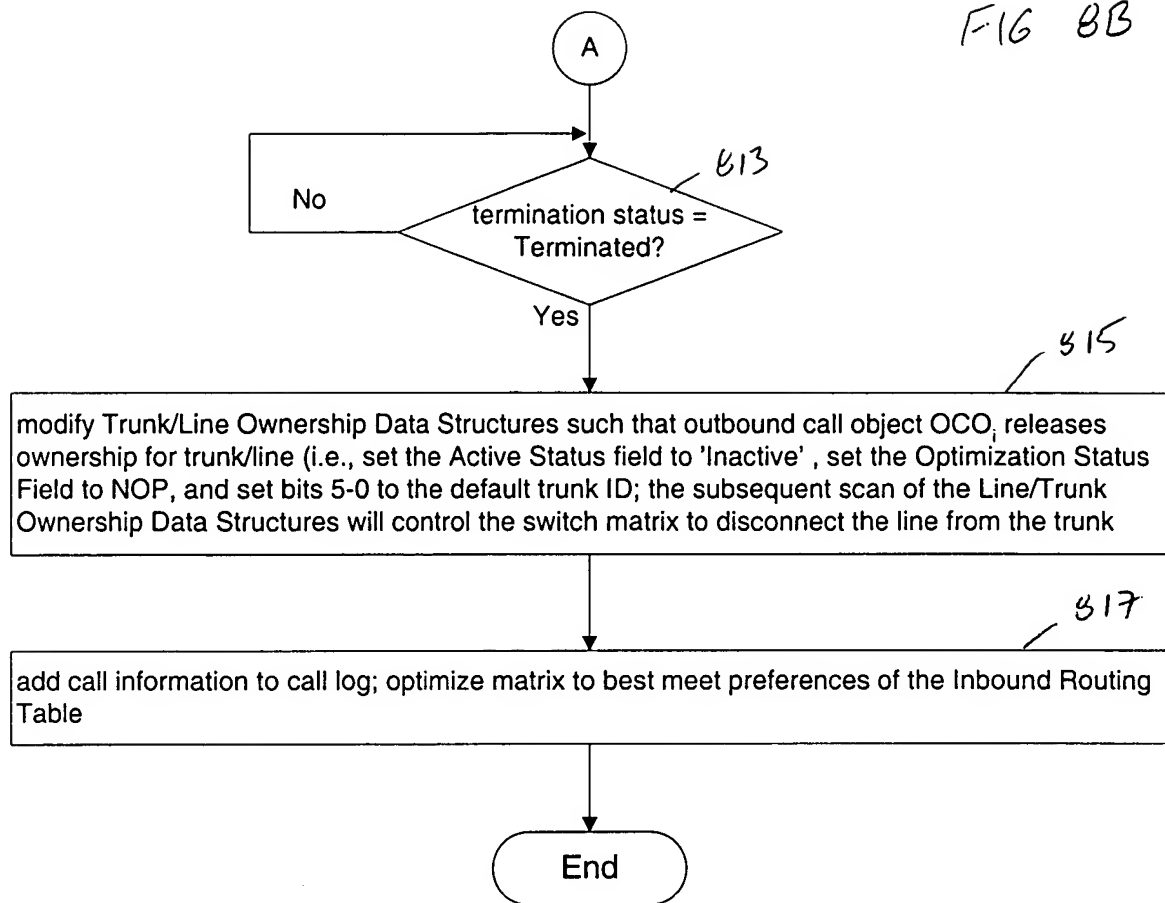 FIG 8B
A
813
No
termination status =
Terminated?
Yes
815
modify Trunk/Line Ownership Data Structures such that outbound call object OCOi releases
ownership for trunk/line (i.e., set the Active Status field to 'Inactive' , set the Optimization Status
Field to NOP, and set bits 5-0 to the default trunk ID; the subsequent scan of the Line/Trunk
Ownership Data Structures will control the switch matrix to disconnect the line from the trunk
817
add call information to call log; optimize matrix to best meet preferences of the Inbound Routing
Table
End